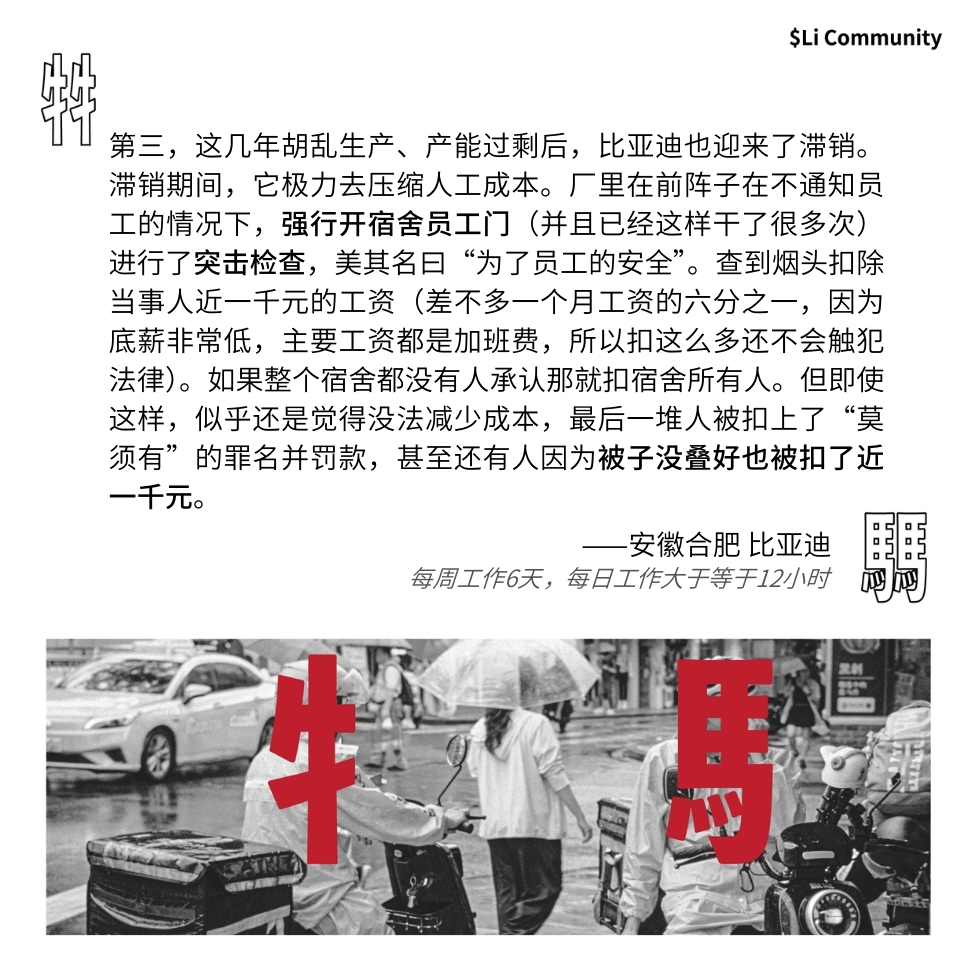 $Li Community
牛牛
第三，这几年胡乱生产、产能过剩后，比亚迪也迎来了滞销。
滞销期间，它极力去压缩人工成本。厂里在前阵子在不通知员
工的情况下，强行开宿舍员工门（并且已经这样干了很多次）
进行了突击检查，美其名曰“为了员工的安全”。查到烟头扣除
当事人近一千元的工资（差不多一个月工资的六分之一，因为
底薪非常低，主要工资都是加班费，所以扣这么多还不会触犯
法律）。如果整个宿舍都没有人承认那就扣宿舍所有人。但即使
这样，似乎还是觉得没法减少成本，最后一堆人被扣上了“莫
须有”的罪名并罚款，甚至还有人因为被子没叠好也被扣了近
一千元。
——安徽合肥 比亚迪
馬馬
每周工作6天，每日工作大于等于12小时
牛 馬